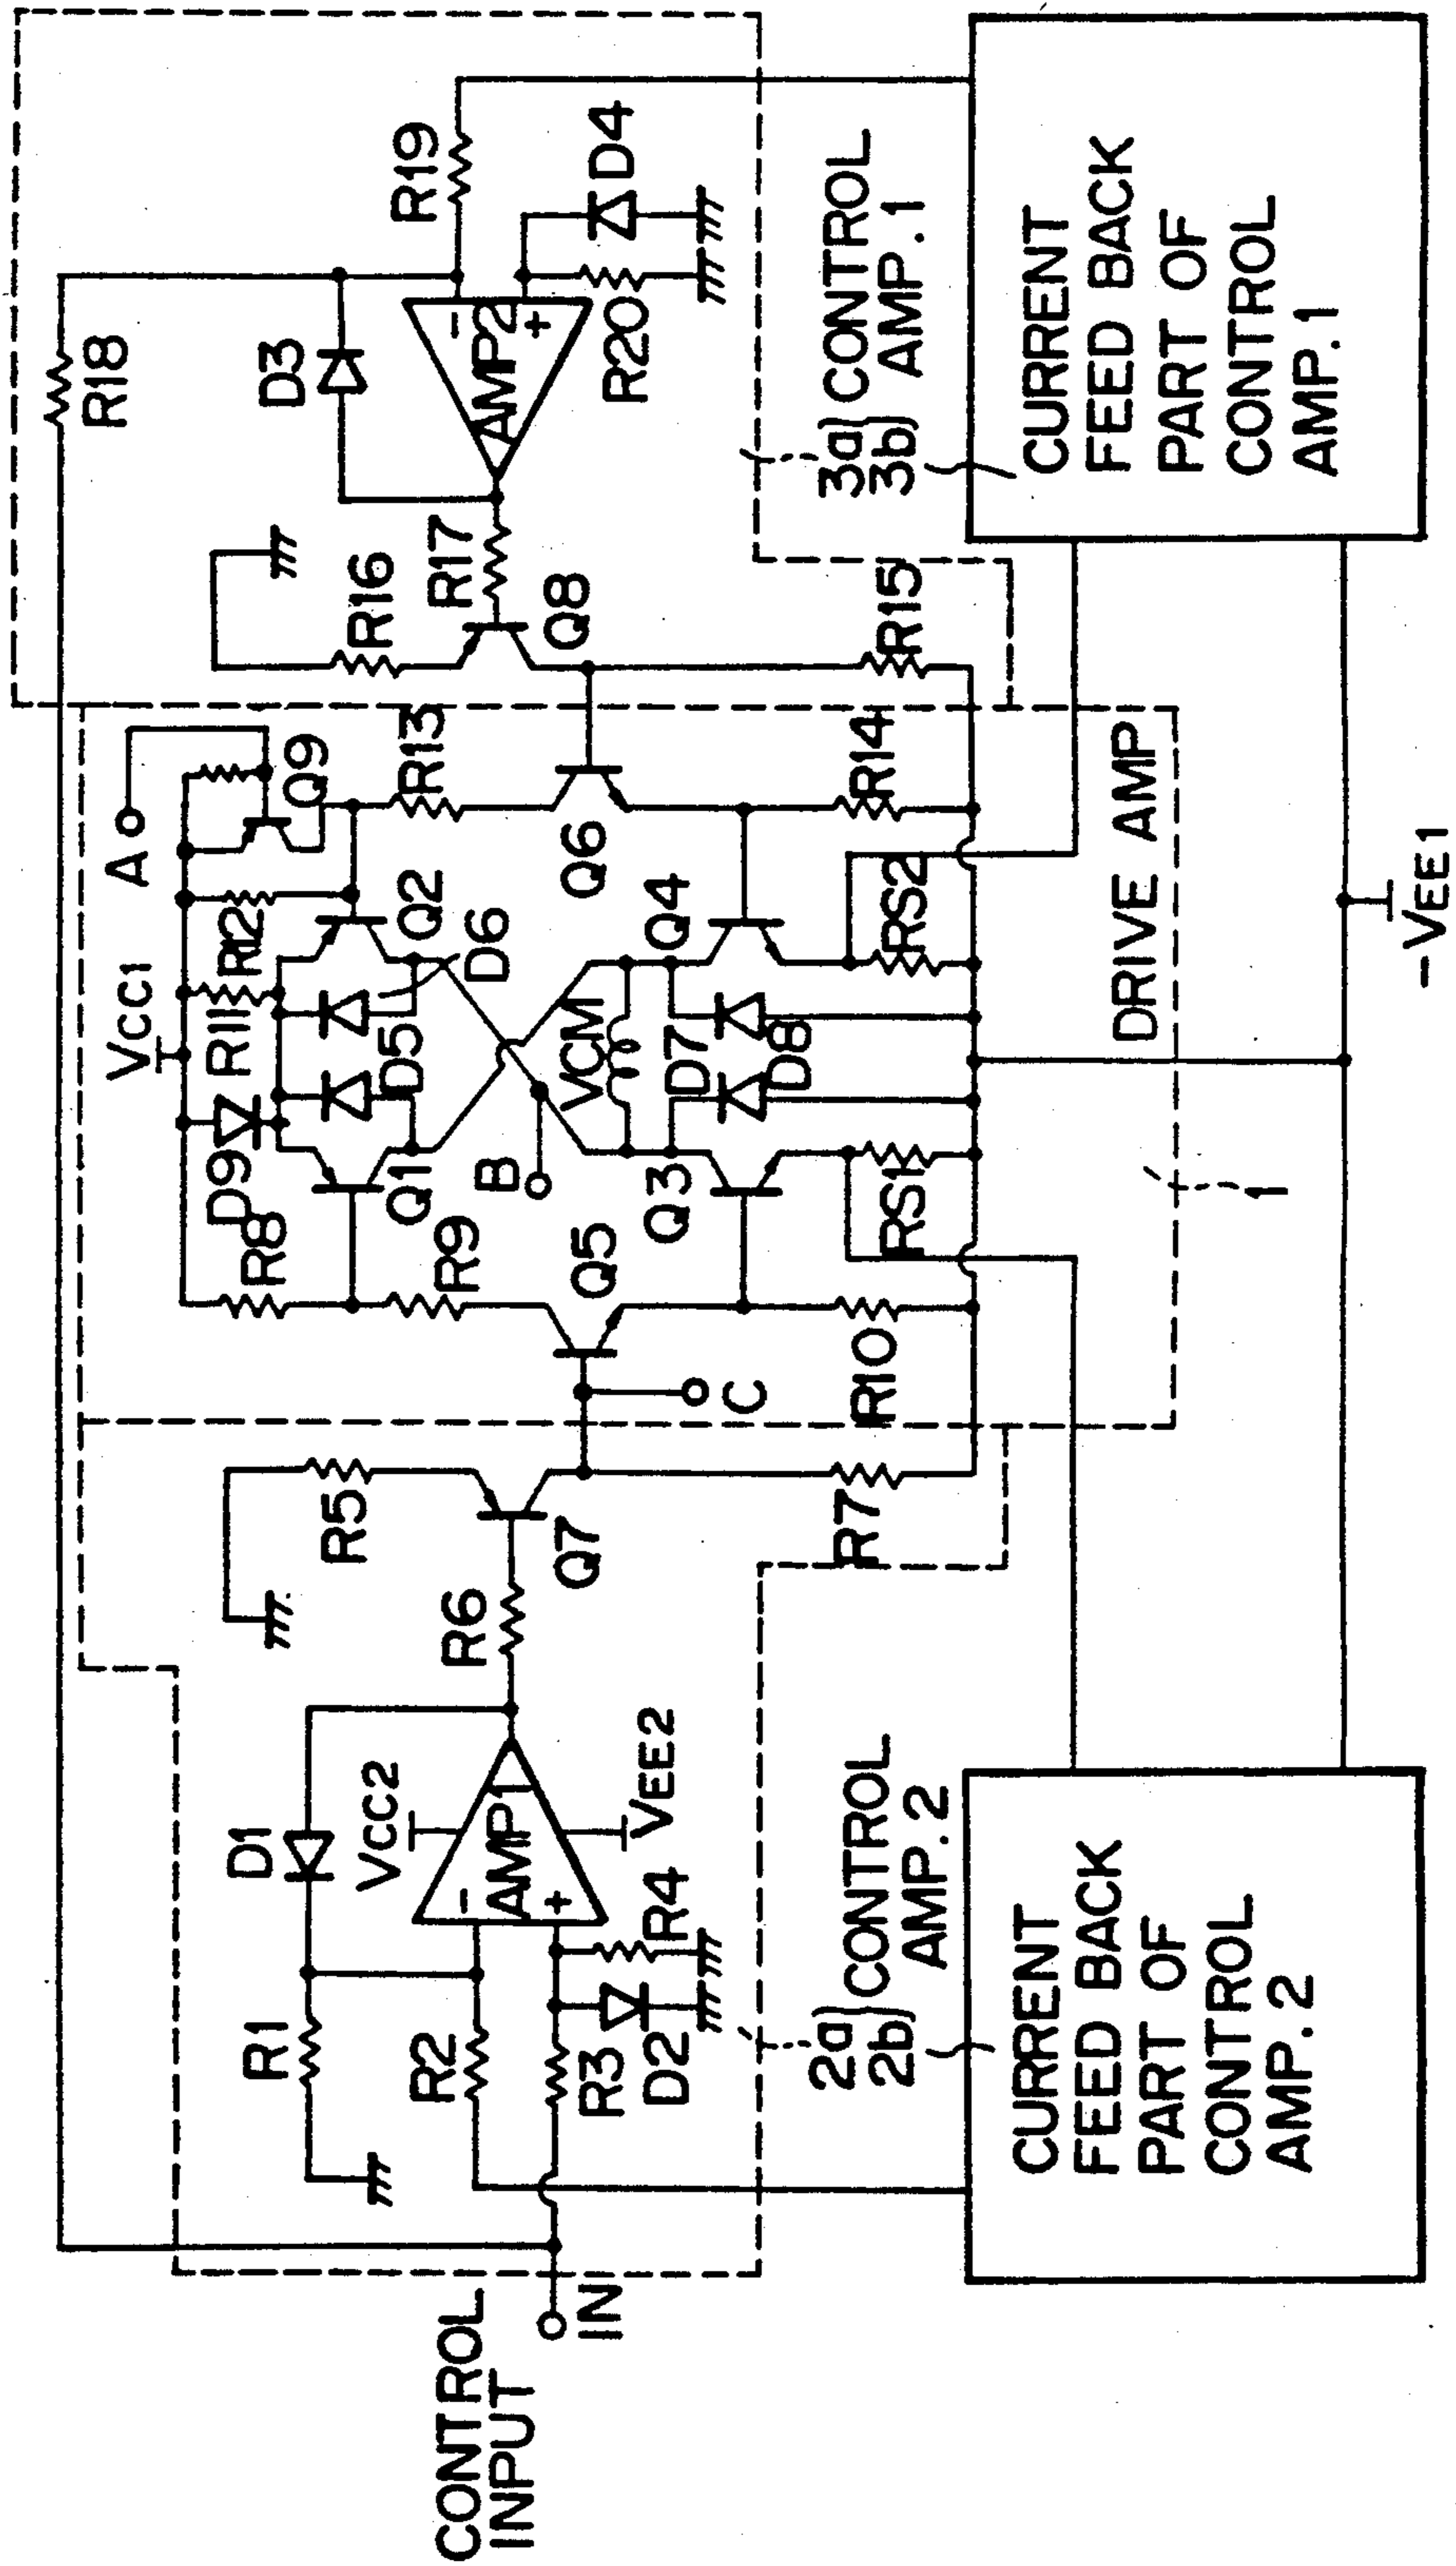 CONTROL
INPUT
IN
R1
R2
R3
D2
R4
D1
VCC2
AMP1
-
+
VEE2
R6
R5
Q7
R7
2a
2b
CONTROL
AMP. 2
CURRENT
FEED BACK
PART OF
CONTROL
AMP. 2
C
R8
R9
Q5
R10
D9
Q1
B
Q3
RS1
VCC1
R11
D5
VCM
D7
D8
R12
Q2
D6
Q4
RS2
A
Q9
R13
Q6
R14
DRIVE AMP
1
-VEE1
R16
R17
Q8
R15
R18
D3
AMP2
-
+
R20
R19
D4
3a
3b
CONTROL
AMP. 1
CURRENT
FEED BACK
PART OF
CONTROL
AMP. 1